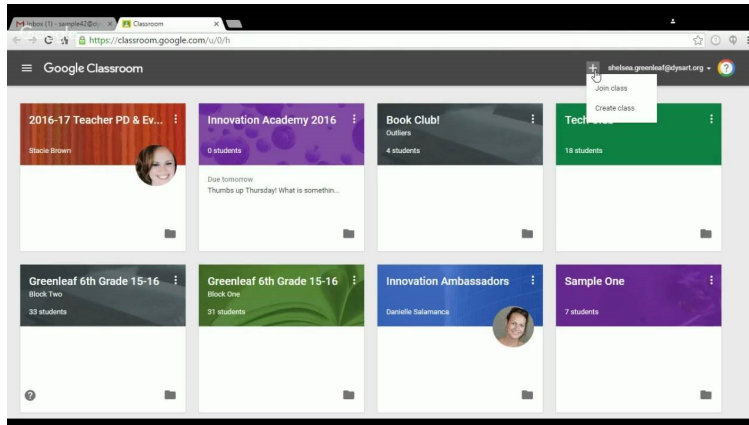 Inbox (1) - sample42@dy
Classroom
https://classroom.google.com/u/0/h
Google Classroom
shelsea.greenleaf@dysart.org
Join class
Create class
2016-17 Teacher PD & Ev...
Stacie Brown
Innovation Academy 2016
0 students
Due tomorrow
Thumbs up Thursday! What is somethin...
Book Club!
Outliers
4 students
Tech
18 students
Greenleaf 6th Grade 15-16
Block Two
33 students
Greenleaf 6th Grade 15-16
Block One
31 students
Innovation Ambassadors
Danielle Salamanca
Sample One
7 students